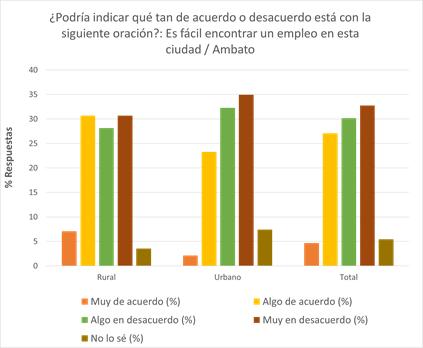 ¿Podría indicar qué tan de acuerdo o desacuerdo está con la
siguiente oración?: Es fácil encontrar un empleo en esta
ciudad / Ambato
40
35
30
25
20
15
10
5
0
% Respuestas
Rural
Urbano
Total
Muy de acuerdo (%)
Algo de acuerdo (%)
Algo en desacuerdo (%)
Muy en desacuerdo (%)
No lo sé (%)